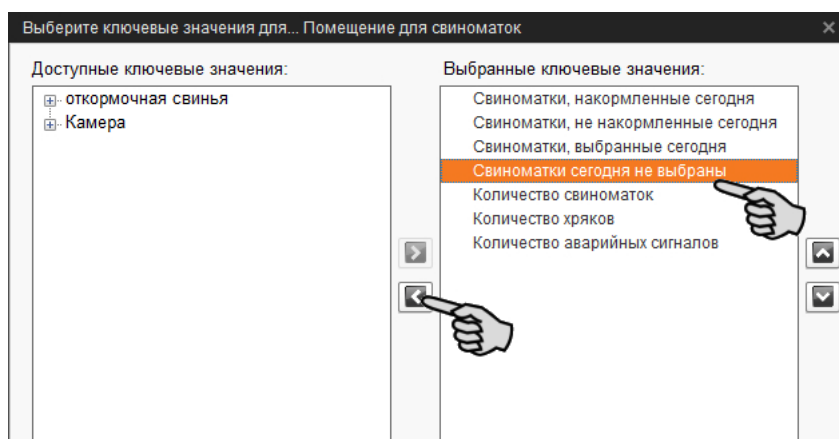 Выберите ключевые значения для... Помещение для свиноматок
Доступные ключевые значения:
откормочная свинья
Камера
Выбранные ключевые значения:
Свиноматки, накормленные сегодня
Свиноматки, не накормленные сегодня
Свиноматки, выбранные сегодня
Свиноматки сегодня не выбраны
Количество свиноматок
Количество хряков
Количество аварийных сигналов